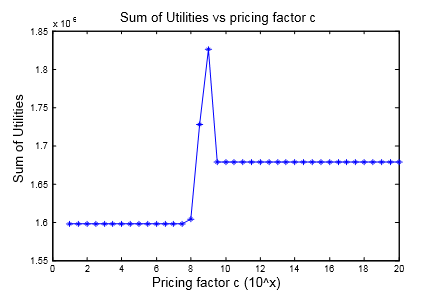 Sum of Utilities vs pricing factor c
x 10 6
1.85
1.8
1.75
1.7
1.65
1.6
1.55
Sum of Utilities
0 2 4 6 8 10 12 14 16 18 20
Pricing factor c (10^x)